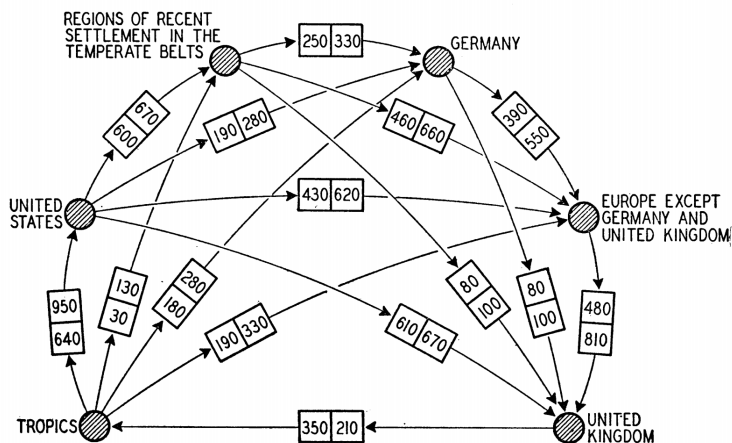 REGIONS OF RECENT
SETTLEMENT IN THE
TEMPERATE BELTS
250 330
GERMANY
670
600
190 280
460 660
390
550
UNITED
STATES
430 620
EUROPE EXCEPT
GERMANY AND
UNITED KINGDOM
950
640
130
30
280
180
190 330
610 670
80
100
80
100
480
810
TROPICS
350 210
UNITED
KINGDOM